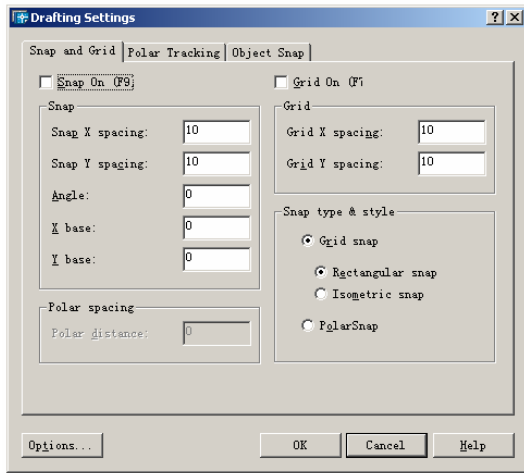 Drafting Settings
Snap and Grid Polar Tracking Object Snap
Snap On (F9) Grid On (F7
Snap
Snap X spacing: 10
Snap Y spacing: 10
Angle: 0
X base: 0
Y base: 0
Polar spacing
Polar distance: 0
Grid
Grid X spacing: 10
Grid Y spacing: 10
Snap type & style
Grid snap
Rectangular snap
Isometric snap
PolarSnap
Options... OK Cancel Help